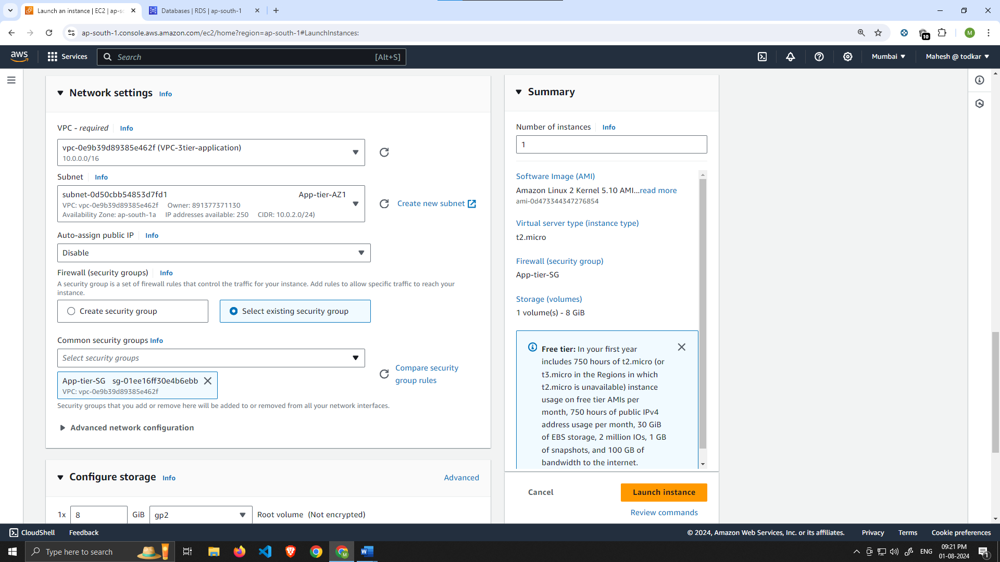 Launch an instance | EC2 | ap-so
Databases | RDS | ap-south-1
ap-south-1.console.aws.amazon.com/ec2/home?region=ap-south-1#LaunchInstances:
10
M
aws
Services
Search
[Alt+S]
Mumbai
Mahesh @ todkar
Network settings Info
VPC - required Info
vpc-0e9b39d89385e462f (VPC-3tier-application)
10.0.0.0/16
Subnet Info
subnet-0d50cbb54853d7fd1 App-tier-AZ1
VPC: vpc-0e9b39d89385e462f Owner: 891377371130
Availability Zone: ap-south-1a IP addresses available: 250 CIDR: 10.0.2.0/24)
Create new subnet
Auto-assign public IP Info
Disable
Firewall (security groups) Info
A security group is a set of firewall rules that control the traffic for your instance. Add rules to allow specific traffic to reach your
instance.
Create security group
Select existing security group
Common security groups Info
Select security groups
App-tier-SG sg-01ee16ff30e4b6ebb
VPC: vpc-0e9b39d89385e462f
Compare security
group rules
Security groups that you add or remove here will be added to or removed from all your network interfaces.
Advanced network configuration
Configure storage Info
Advanced
1x 8 GiB gp2 Root volume (Not encrypted)
Summary
Number of instances Info
1
Software Image (AMI)
Amazon Linux 2 Kernel 5.10 AMI...read more
ami-0d473344347276854
Virtual server type (instance type)
t2.micro
Firewall (security group)
App-tier-SG
Storage (volumes)
1 volume(s) - 8 GiB
Free tier: In your first year
includes 750 hours of t2.micro (or
t3.micro in the Regions in which
t2.micro is unavailable) instance
usage on free tier AMIs per
month, 750 hours of public IPv4
address usage per month, 30 GiB
of EBS storage, 2 million IOs, 1 GB
of snapshots, and 100 GB of
bandwidth to the internet.
Cancel
Launch instance
Review commands
CloudShell Feedback
© 2024, Amazon Web Services, Inc. or its affiliates. Privacy Terms Cookie preferences
Type here to search
M
W
ENG
09:21 PM
01-08-2024
1